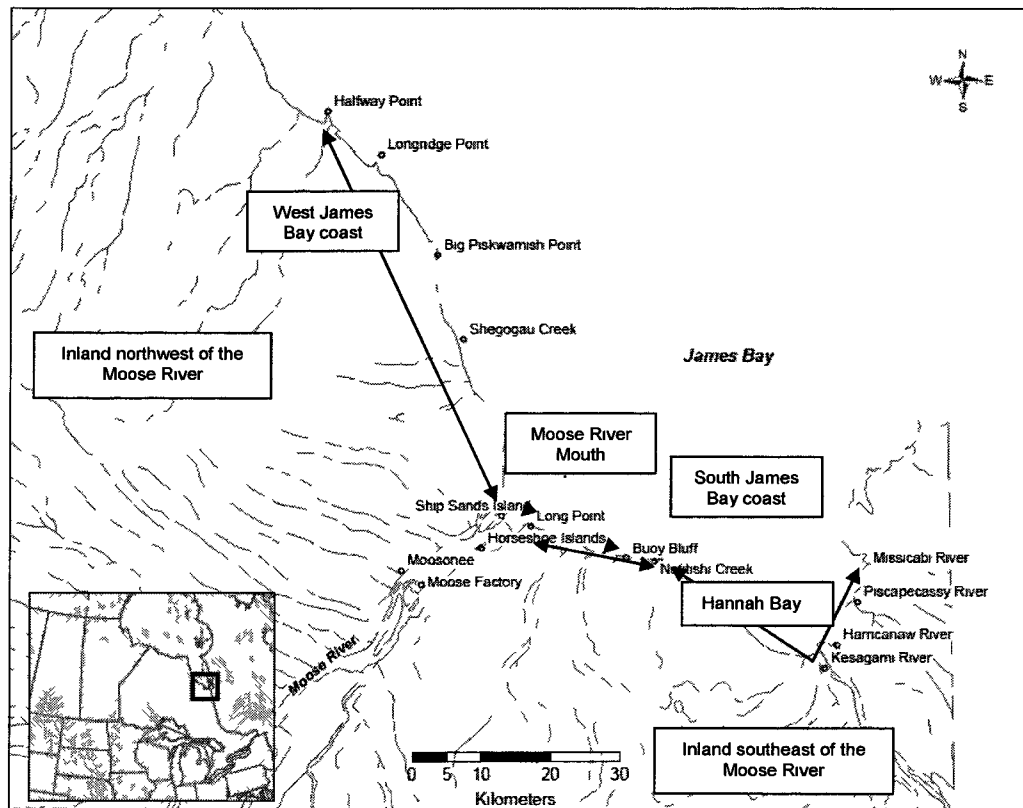 N
W E
S
Halfway Point
Longridge Point
West James
Bay coast
Big Piskwamish Point
Shegogau Creek
Inland northwest of the
Moose River
James Bay
Moose River
Mouth
South James
Bay coast
Ship Sands Island
Long Point
Horseshoe Islands
Buoy Bluff
Moosonee
Nattishi Creek
Missicabi River
Moose Factory
Hannah Bay
Piscapecassy River
Harricanaw River
Kesagami River
Moose River
Inland southeast of the
Moose River
0 5 10 20 30
Kilometers